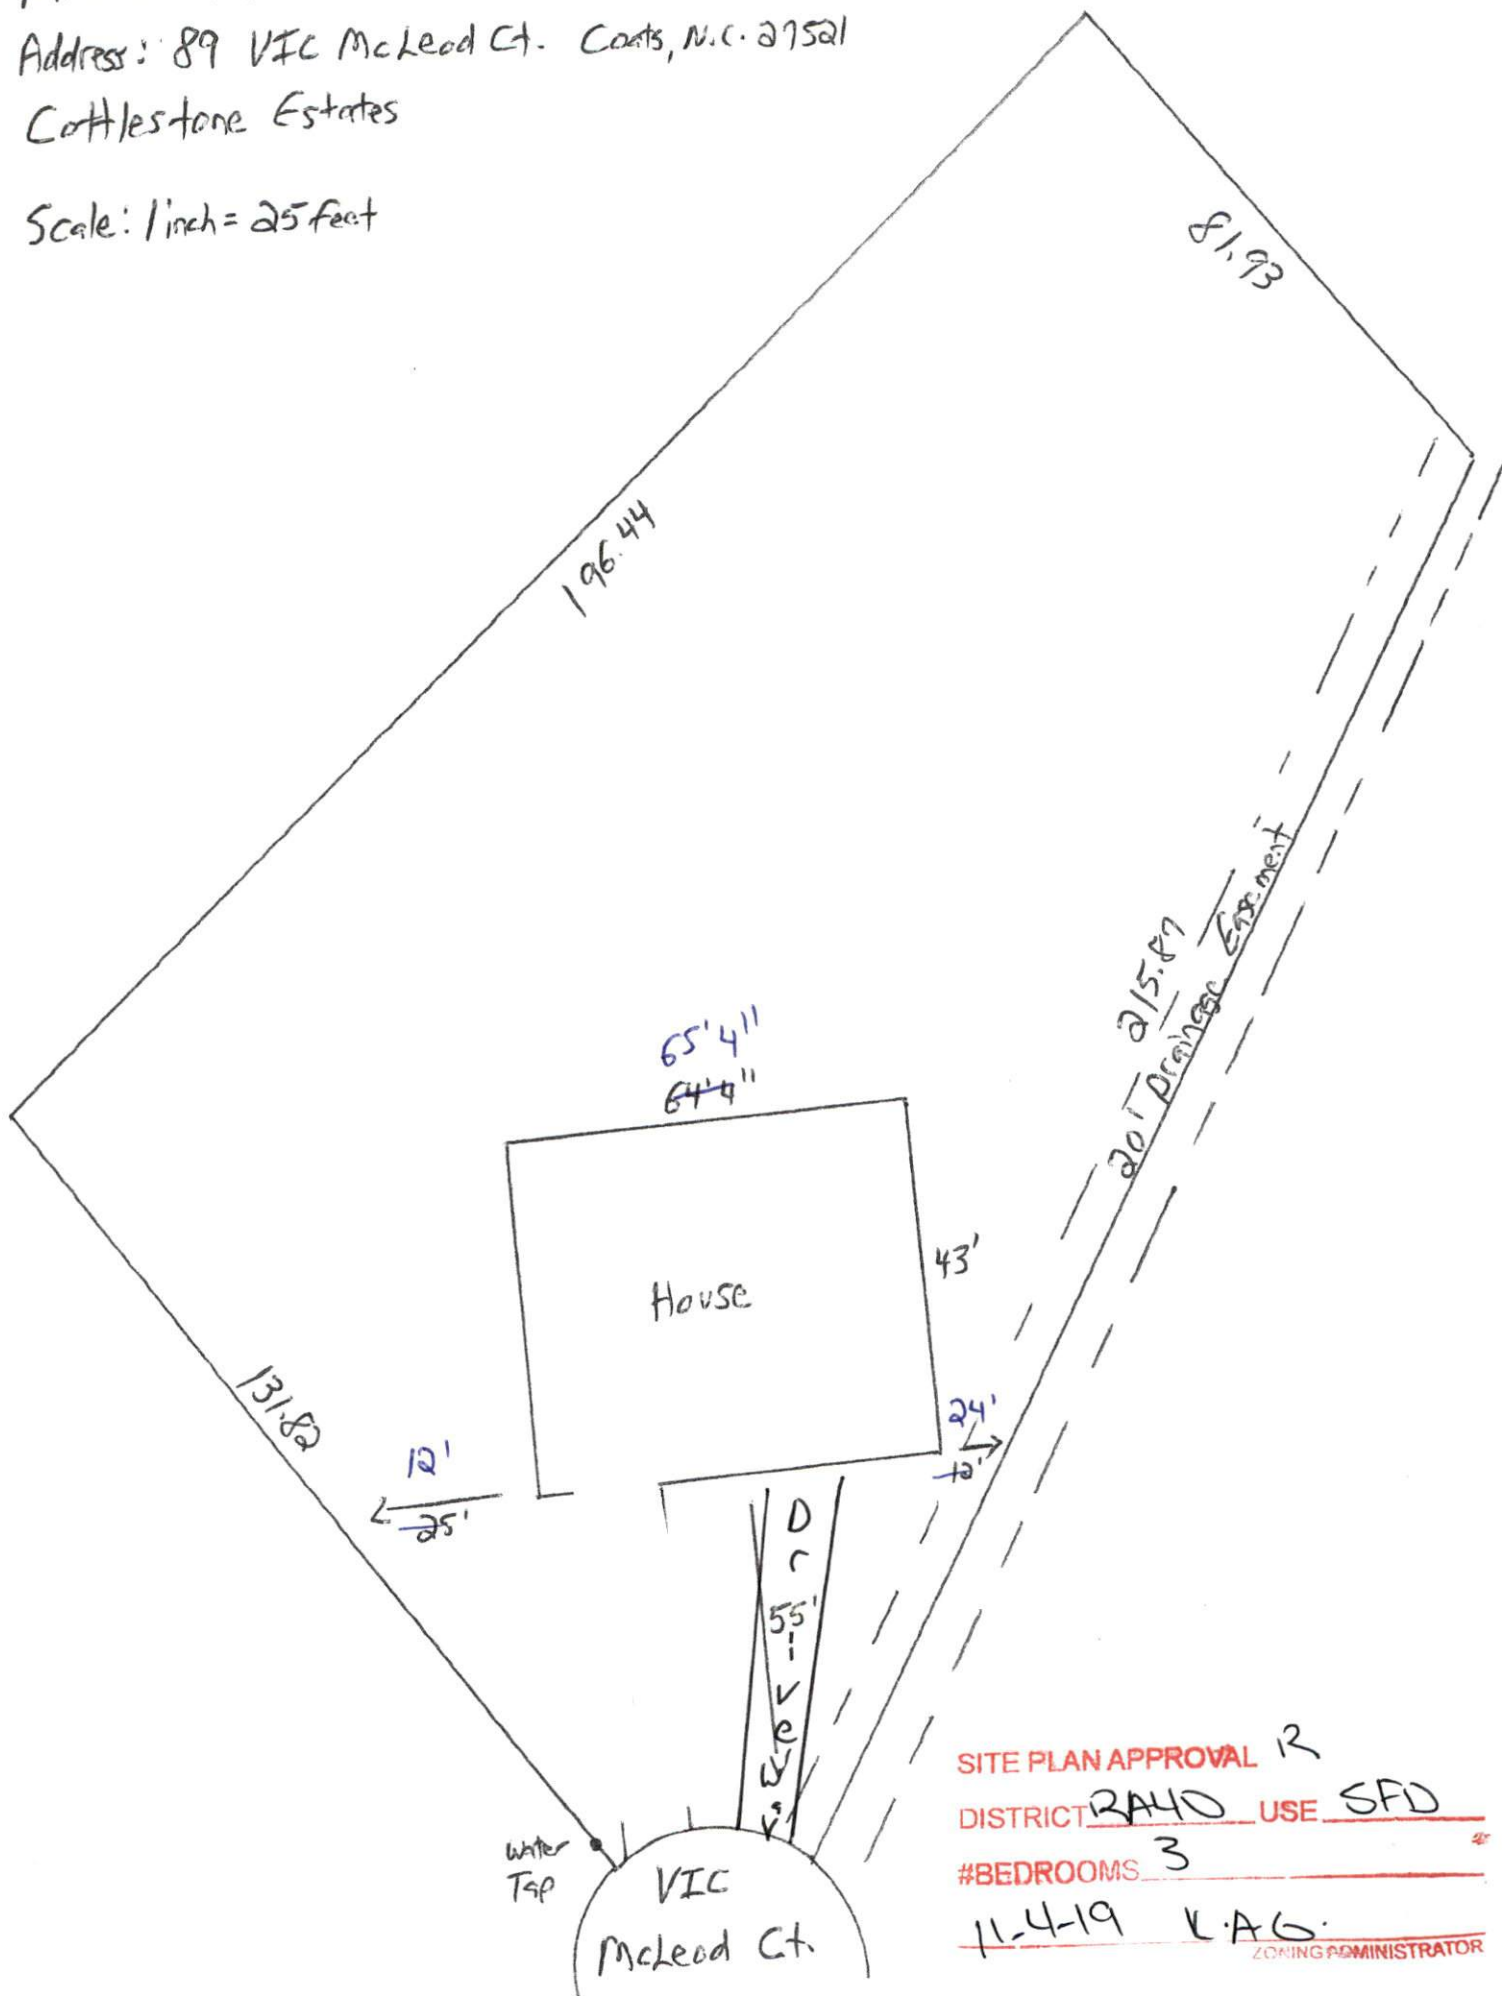 Address: 89 VIC McLead Ct. Coats, N.C. 27521
Cottlestone Estates
Scale: 1 inch = 25 feet
81.93
196.44
215.87
20' Drainage Easement
65'4"
64'4"
43'
House
131.82
24'
12'
12'
25'
Driveway
55'
Water
Tap
VIC
McLeod Ct.
SITE PLAN APPROVAL R
DISTRICT RA40 USE SFD
#BEDROOMS 3
11-4-19 K.A.G.
ZONING ADMINISTRATOR